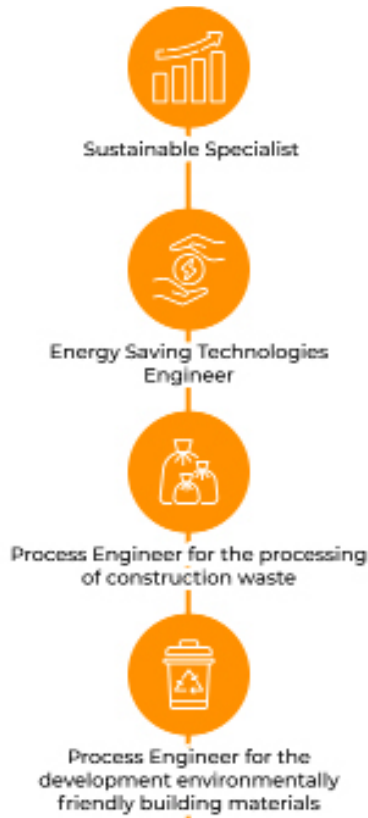 Sustainable Specialist
Energy Saving Technologies
Engineer
Process Engineer for the processing
of construction waste
Process Engineer for the
development environmentally
friendly building materials